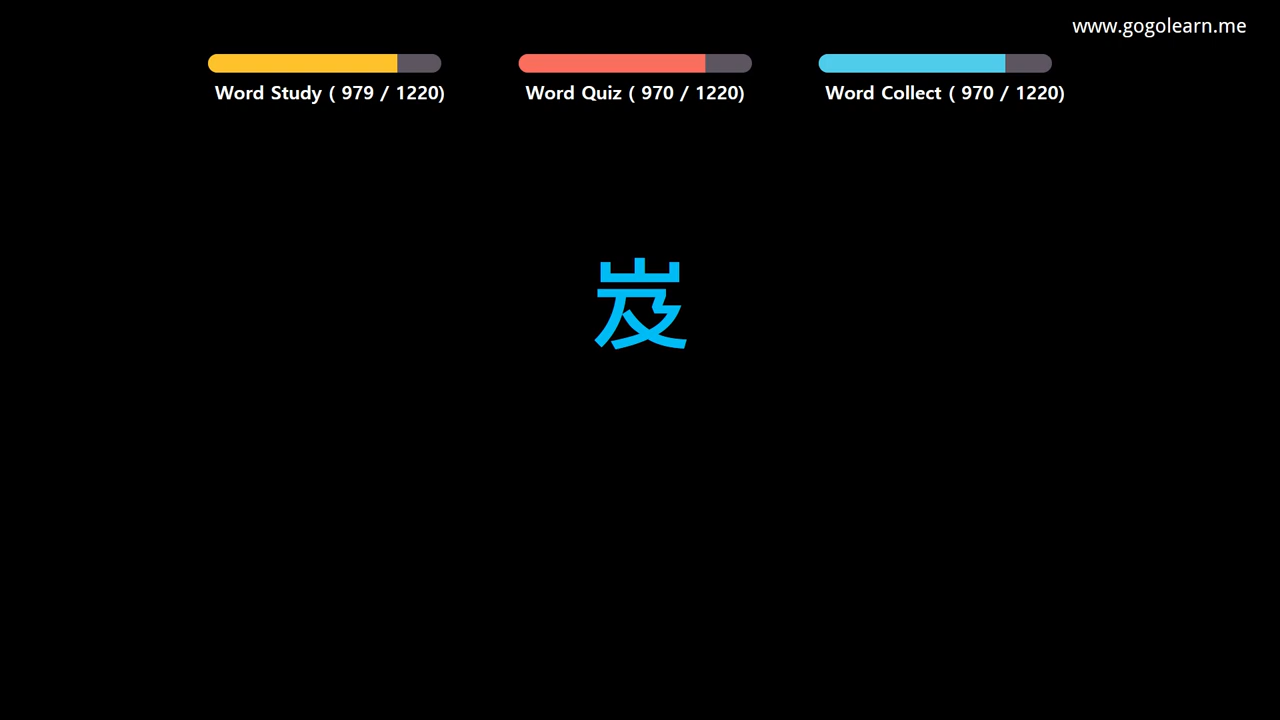 www.gogolearn.me
Word Study ( 979 / 1220)
Word Quiz ( 970 / 1220)
Word Collect ( 970 / 1220)
岌